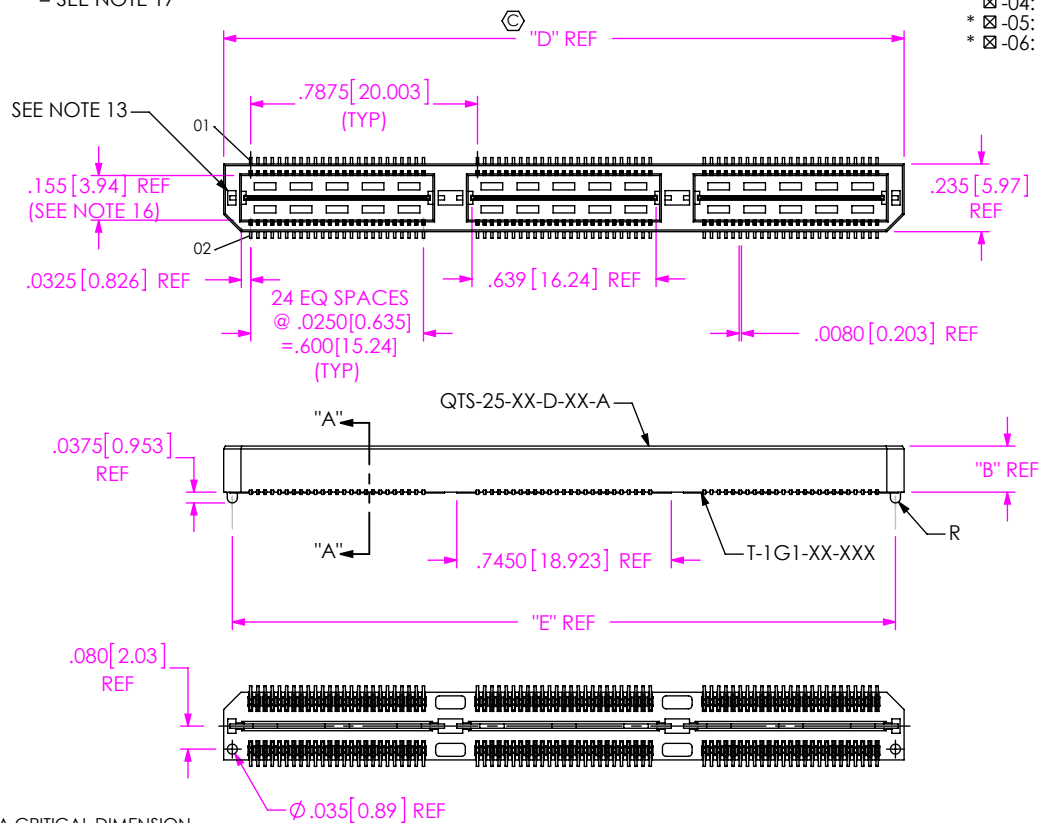 = SEE NOTE 17
☒-04:
* ☒-05:
* ☒-06:
C
"D" REF
.7875[20.003]
(TYP)
SEE NOTE 13
01
.155[3.94] REF
(SEE NOTE 16)
.235[5.97]
REF
02
.0325[0.826] REF
.639[16.24] REF
24 EQ SPACES
@ .0250[0.635]
=.600[15.24]
(TYP)
.0080[0.203] REF
QTS-25-XX-D-XX-A
"A"
.0375[0.953]
REF
"B" REF
"A"
.7450[18.923] REF
T-1G1-XX-XXX
R
"E" REF
.080[2.03]
REF
Ø.035[0.89] REF
A CRITICAL DIMENSION